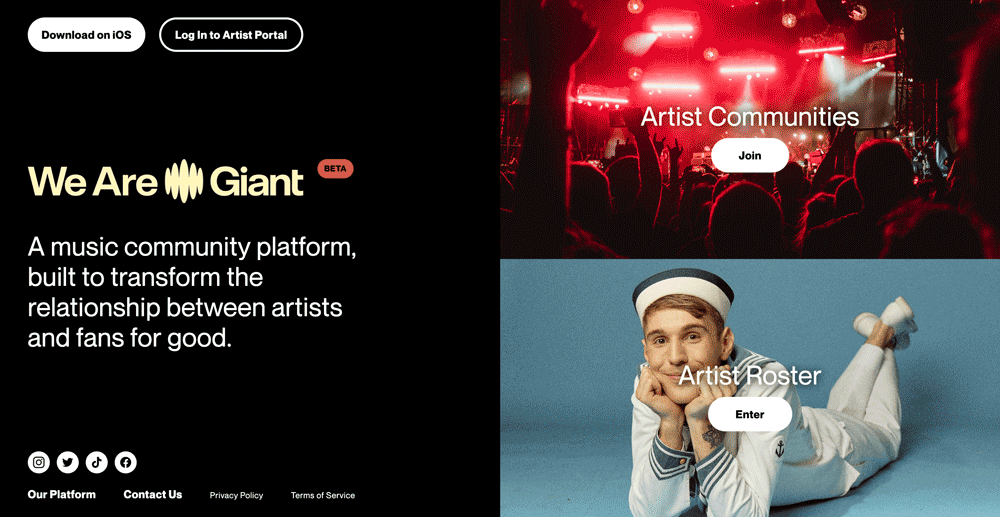 Download on iOS
Log In to Artist Portal
We Are Giant
BETA
A music community platform,
built to transform the
relationship between artists
and fans for good.
Our Platform
Contact Us
Privacy Policy
Terms of Service
Artist Communities
Join
Artist Roster
Enter